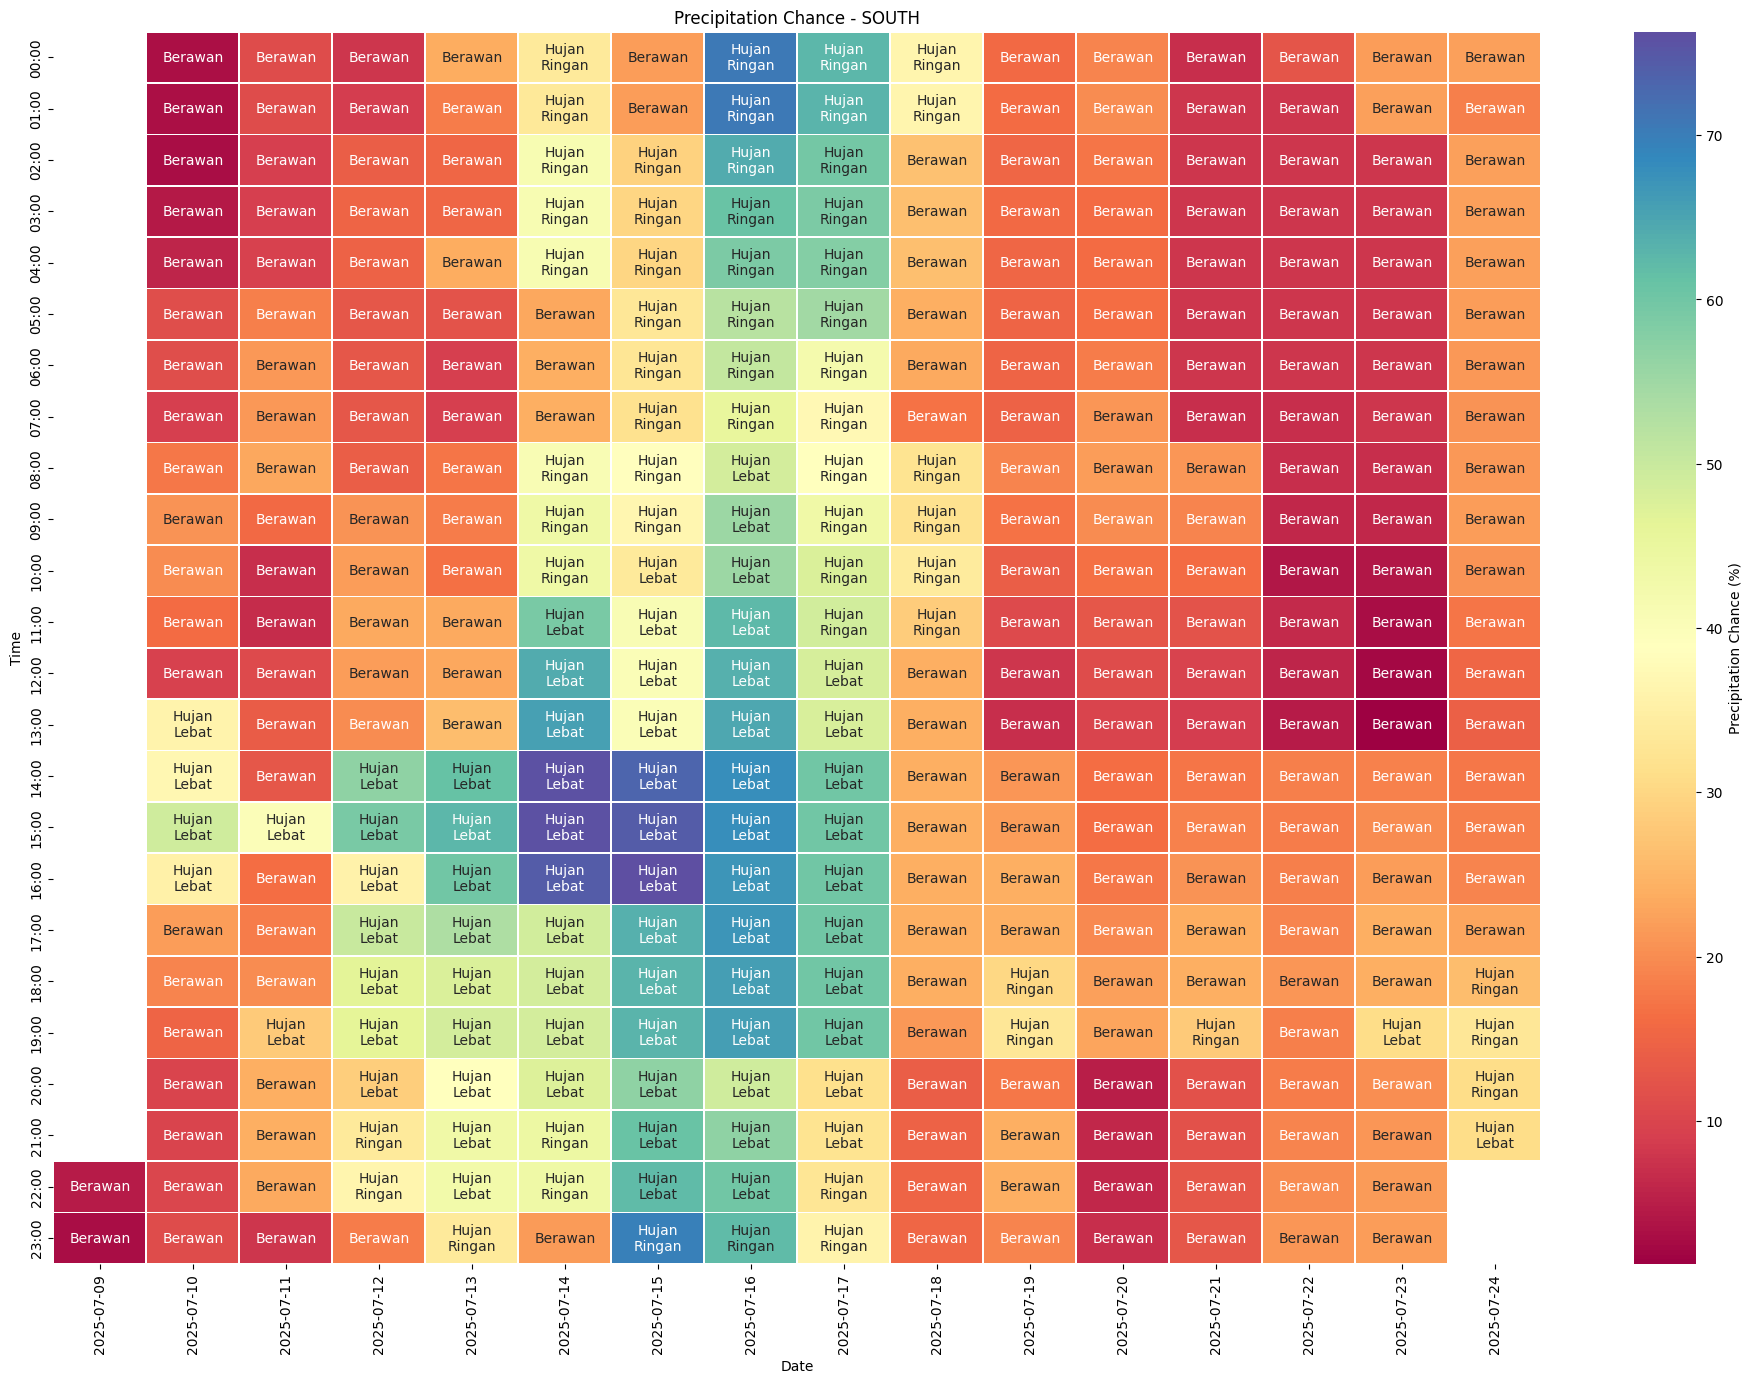 Precipitation Chance - SOUTH
00:00 Berawan Berawan Berawan Berawan Hujan Ringan Berawan Hujan Ringan Hujan Ringan Hujan Ringan Berawan Berawan Berawan Berawan Berawan Berawan
01:00 Berawan Berawan Berawan Berawan Hujan Ringan Berawan Hujan Ringan Hujan Ringan Hujan Ringan Berawan Berawan Berawan Berawan Berawan Berawan
02:00 Berawan Berawan Berawan Berawan Hujan Ringan Hujan Ringan Hujan Ringan Hujan Ringan Berawan Berawan Berawan Berawan Berawan Berawan Berawan
03:00 Berawan Berawan Berawan Berawan Hujan Ringan Hujan Ringan Hujan Ringan Hujan Ringan Berawan Berawan Berawan Berawan Berawan Berawan Berawan
04:00 Berawan Berawan Berawan Berawan Hujan Ringan Hujan Ringan Hujan Ringan Hujan Ringan Berawan Berawan Berawan Berawan Berawan Berawan Berawan
05:00 Berawan Berawan Berawan Berawan Berawan Hujan Ringan Hujan Ringan Hujan Ringan Berawan Berawan Berawan Berawan Berawan Berawan Berawan
06:00 Berawan Berawan Berawan Berawan Berawan Hujan Ringan Hujan Ringan Hujan Ringan Berawan Berawan Berawan Berawan Berawan Berawan Berawan
07:00 Berawan Berawan Berawan Berawan Berawan Hujan Ringan Hujan Ringan Hujan Ringan Berawan Berawan Berawan Berawan Berawan Berawan Berawan
08:00 Berawan Berawan Berawan Berawan Hujan Ringan Hujan Ringan Hujan Lebat Hujan Ringan Hujan Ringan Berawan Berawan Berawan Berawan Berawan Berawan
09:00 Berawan Berawan Berawan Berawan Hujan Ringan Hujan Ringan Hujan Lebat Hujan Ringan Hujan Ringan Berawan Berawan Berawan Berawan Berawan Berawan
10:00 Berawan Berawan Berawan Berawan Hujan Ringan Hujan Lebat Hujan Lebat Hujan Ringan Hujan Ringan Berawan Berawan Berawan Berawan Berawan Berawan
11:00 Berawan Berawan Berawan Berawan Hujan Lebat Hujan Lebat Hujan Lebat Hujan Ringan Hujan Ringan Berawan Berawan Berawan Berawan Berawan Berawan
12:00 Berawan Berawan Berawan Berawan Hujan Lebat Hujan Lebat Hujan Lebat Hujan Lebat Berawan Berawan Berawan Berawan Berawan Berawan Berawan
13:00 Hujan Lebat Berawan Berawan Berawan Hujan Lebat Hujan Lebat Hujan Lebat Hujan Lebat Berawan Berawan Berawan Berawan Berawan Berawan Berawan
14:00 Hujan Lebat Berawan Hujan Lebat Hujan Lebat Hujan Lebat Hujan Lebat Hujan Lebat Hujan Lebat Berawan Berawan Berawan Berawan Berawan Berawan Berawan
15:00 Hujan Lebat Hujan Lebat Hujan Lebat Hujan Lebat Hujan Lebat Hujan Lebat Hujan Lebat Hujan Lebat Berawan Berawan Berawan Berawan Berawan Berawan Berawan
16:00 Hujan Lebat Berawan Hujan Lebat Hujan Lebat Hujan Lebat Hujan Lebat Hujan Lebat Hujan Lebat Berawan Berawan Berawan Berawan Berawan Berawan Berawan
17:00 Berawan Berawan Hujan Lebat Hujan Lebat Hujan Lebat Hujan Lebat Hujan Lebat Hujan Lebat Berawan Berawan Berawan Berawan Berawan Berawan Berawan
18:00 Berawan Berawan Hujan Lebat Hujan Lebat Hujan Lebat Hujan Lebat Hujan Lebat Hujan Lebat Berawan Hujan Ringan Berawan Berawan Berawan Berawan Hujan Ringan
19:00 Berawan Hujan Lebat Hujan Lebat Hujan Lebat Hujan Lebat Hujan Lebat Hujan Lebat Hujan Lebat Berawan Hujan Ringan Berawan Hujan Ringan Berawan Hujan Lebat Hujan Ringan
20:00 Berawan Berawan Hujan Lebat Hujan Lebat Hujan Lebat Hujan Lebat Hujan Lebat Hujan Lebat Berawan Berawan Berawan Berawan Berawan Berawan Hujan Ringan
21:00 Berawan Berawan Hujan Ringan Hujan Lebat Hujan Ringan Hujan Lebat Hujan Lebat Hujan Lebat Berawan Berawan Berawan Berawan Berawan Berawan Hujan Lebat
22:00 Berawan Berawan Berawan Hujan Ringan Hujan Lebat Hujan Ringan Hujan Lebat Hujan Lebat Hujan Ringan Berawan Berawan Berawan Berawan Berawan Berawan
23:00 Berawan Berawan Berawan Berawan Hujan Ringan Berawan Hujan Ringan Hujan Ringan Hujan Ringan Berawan Berawan Berawan Berawan Berawan Berawan
Time
2025-07-09 2025-07-10 2025-07-11 2025-07-12 2025-07-13 2025-07-14 2025-07-15 2025-07-16 2025-07-17 2025-07-18 2025-07-19 2025-07-20 2025-07-21 2025-07-22 2025-07-23 2025-07-24
Date
70
60
50
40
30
20
10
Precipitation Chance (%)